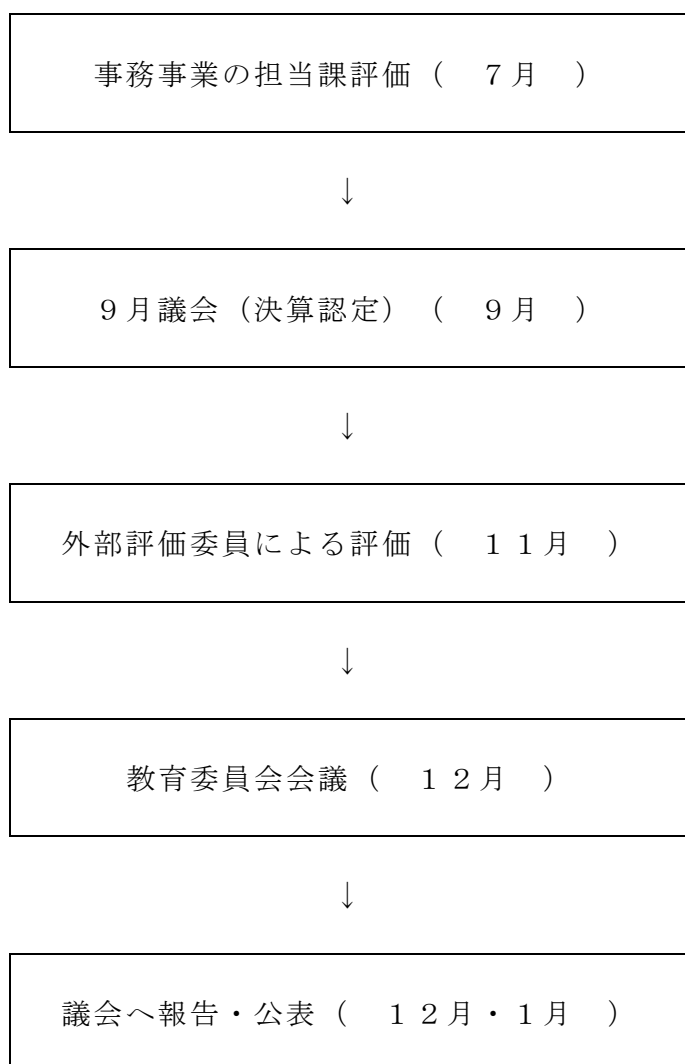 事務事業の担当課評価（　７月　）
↓
９月議会（決算認定）（　９月　）
↓
外部評価委員による評価（　１１月　）
↓
教育委員会会議（　１２月　）
↓
議会へ報告・公表（　１２月・１月　）